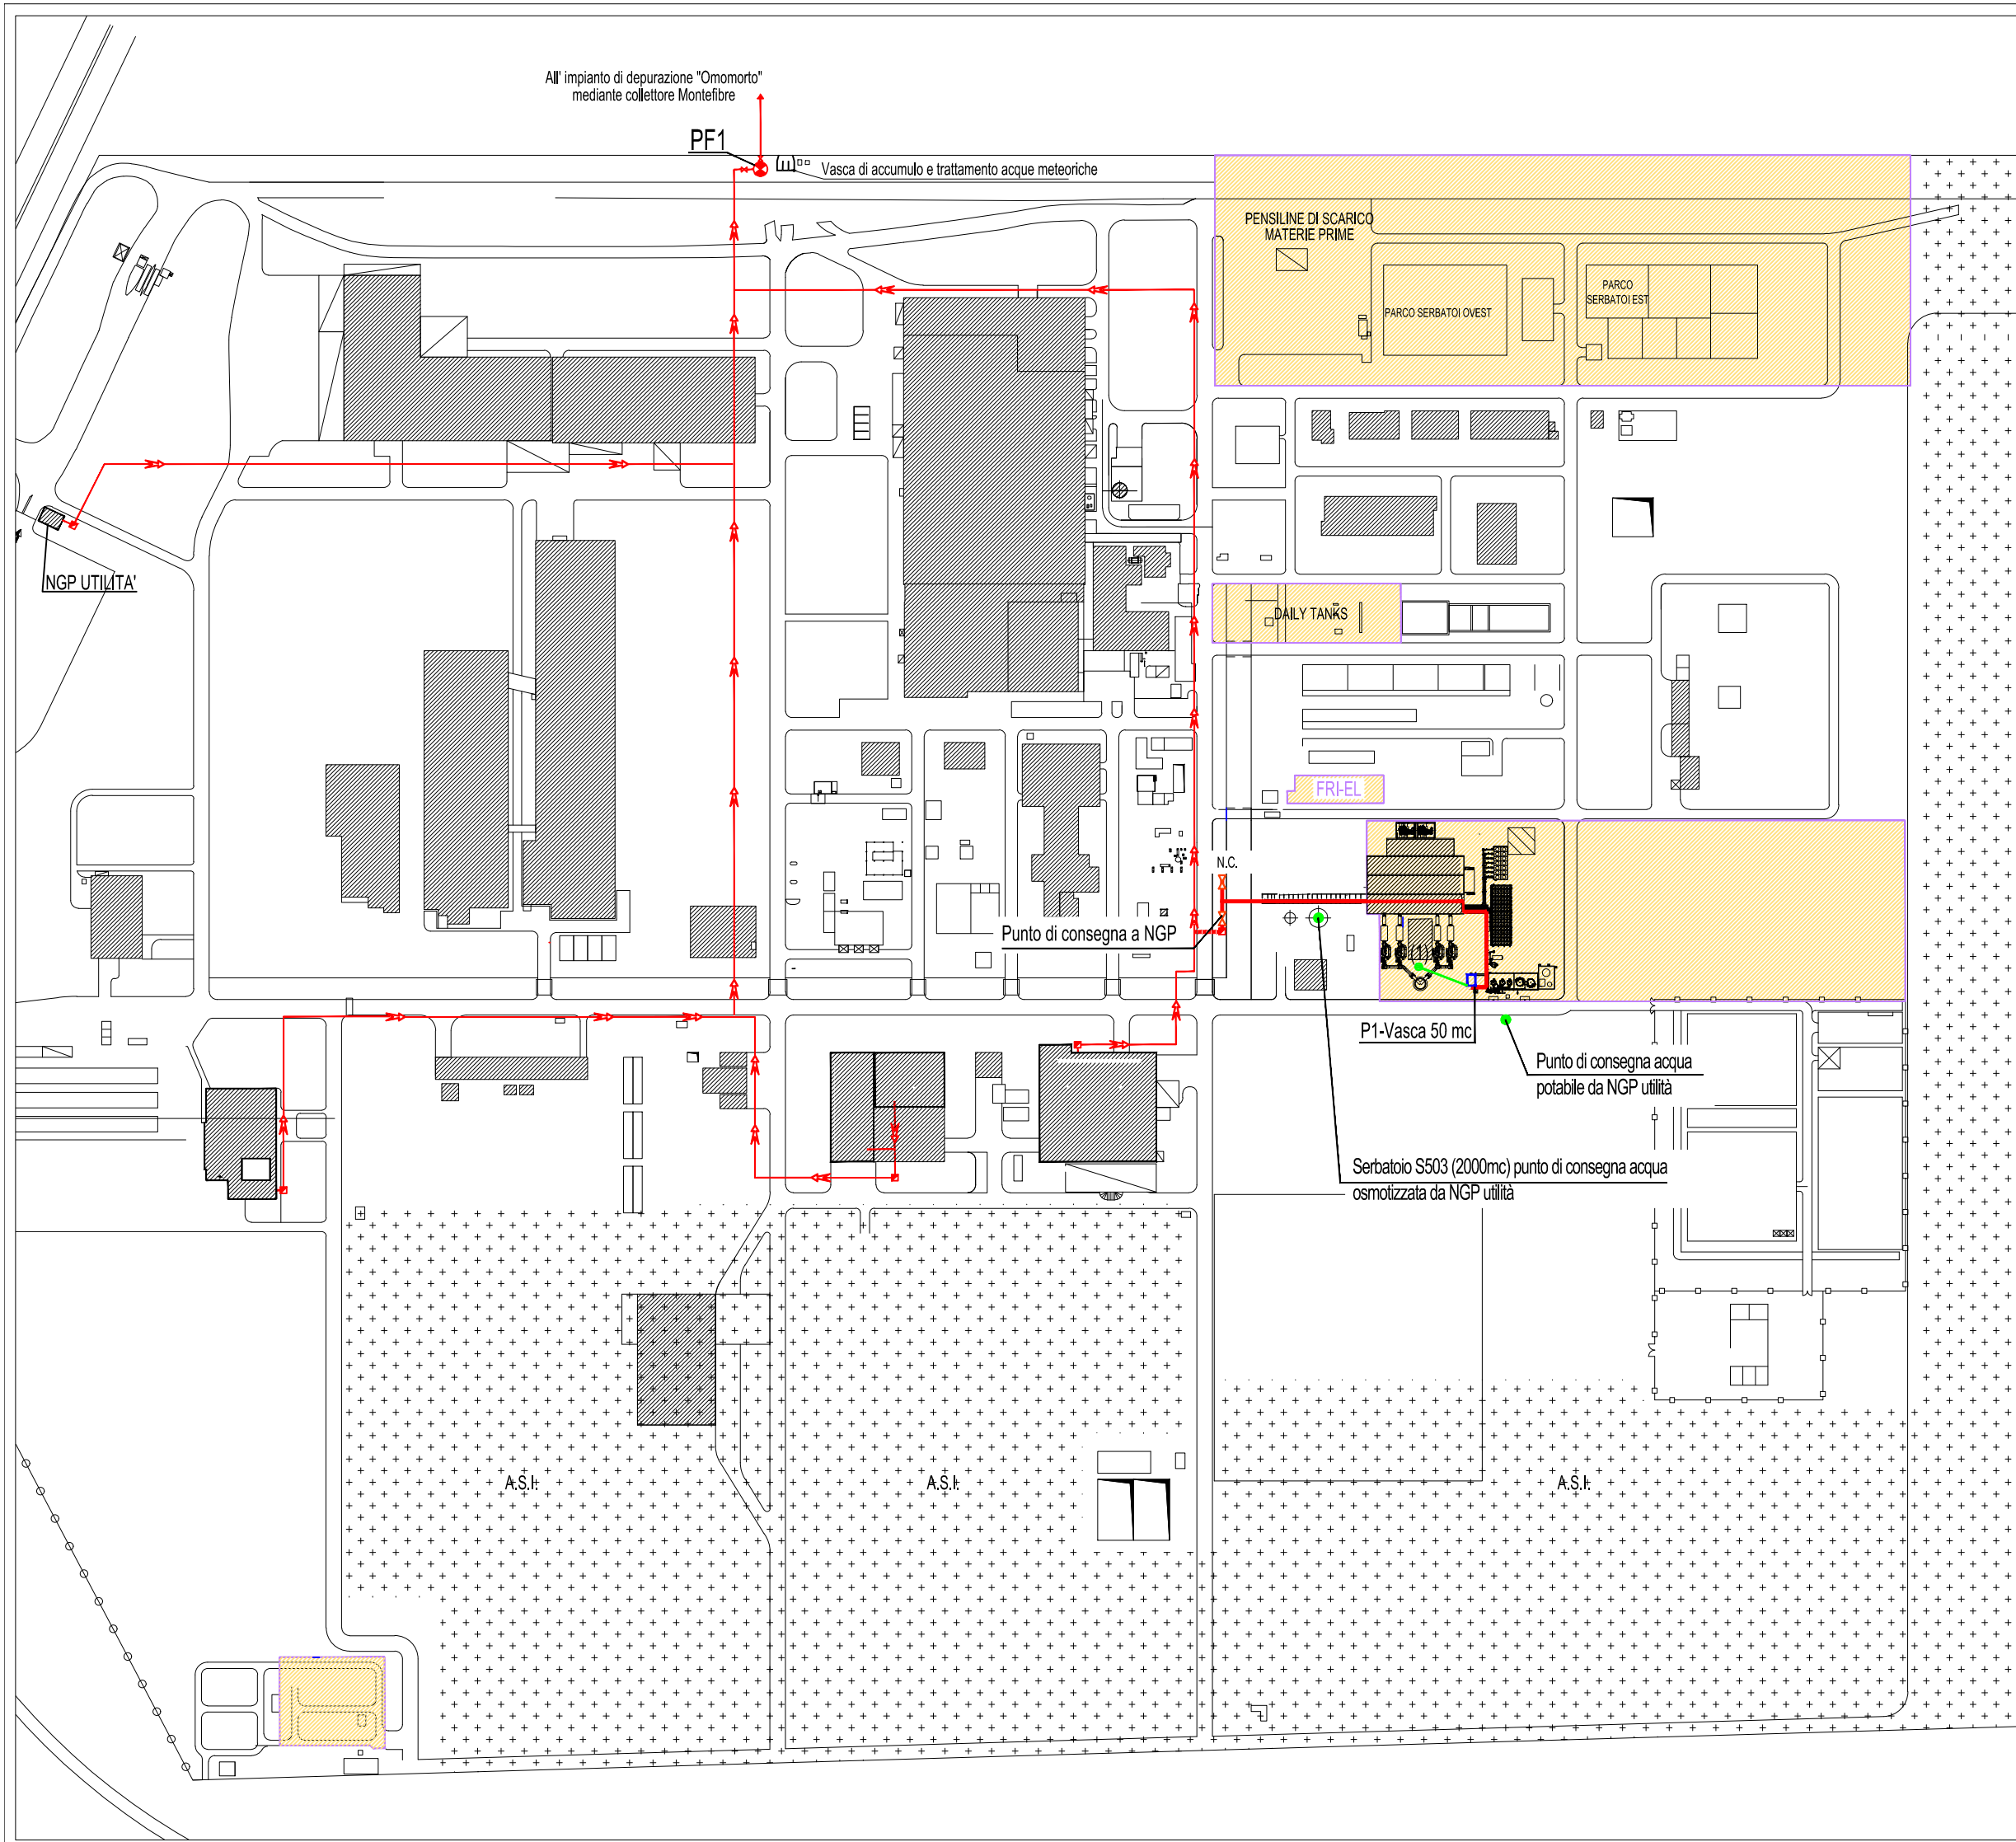 All' impianto di depurazione "Omomorto"
mediante collettore Montefibre
PF1
Vasca di accumulo e trattamento acque meteoriche
PENSILINE DI SCARICO
MATERIE PRIME
PARCO
SERBATOI EST
PARCO SERBATOI OVEST
NGP UTILITA'
DAILY TANKS
FRI-EL
N.C.
Punto di consegna a NGP
(1)
P1-Vasca 50 mc
Punto di consegna acqua
potabile da NGP utilità
Serbatoio S503 (2000mc) punto di consegna acqua
osmotizzata da NGP utilità
A.S.I.
A.S.I.
A.S.I.